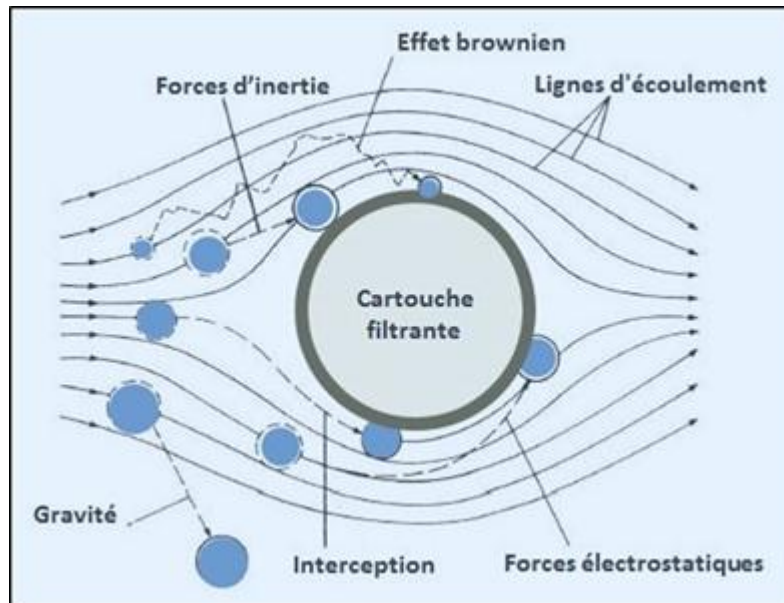 Effet brownien
Forces d’inertie
Lignes d'écoulement
Cartouche
filtrante
Gravité
Interception
Forces électrostatiques